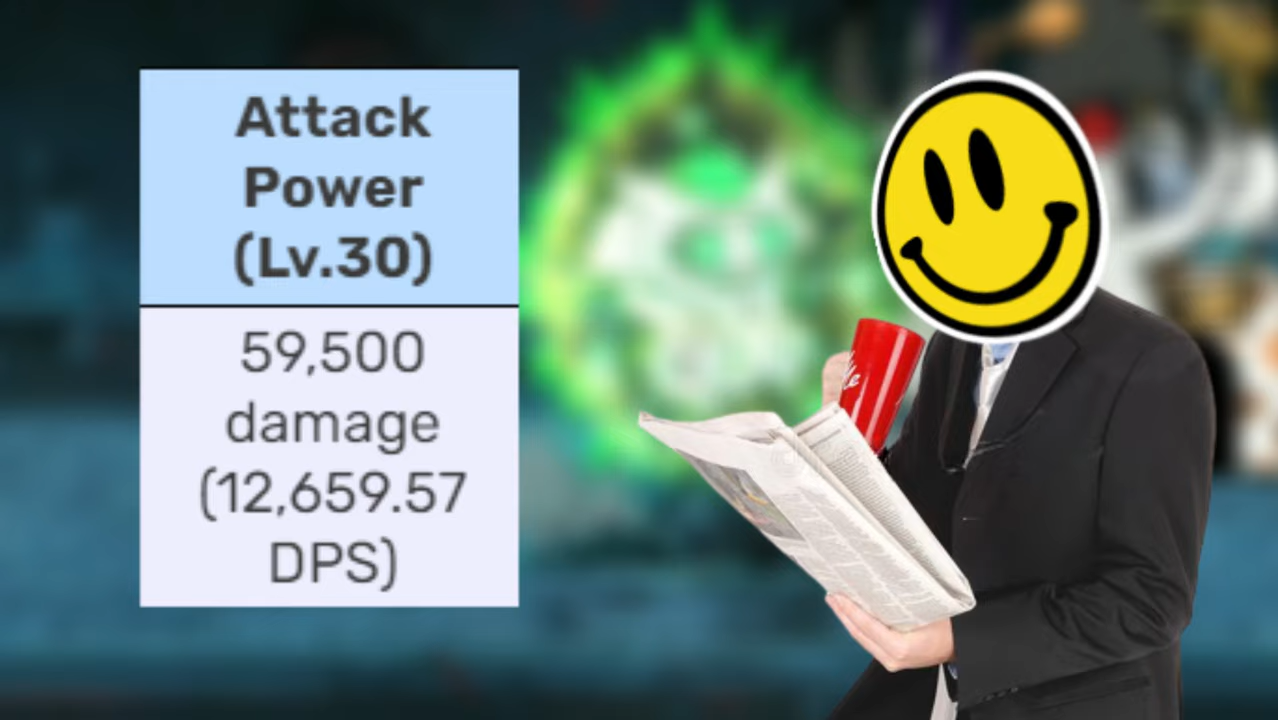 Attack
Power
(Lv.30)
59,500
damage
(12,659.57
DPS)